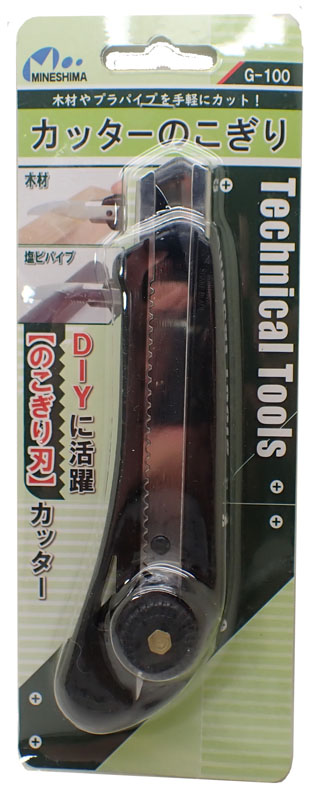 MINESHIMA
G-100
木材やプラパイプを手軽にカット！
カッターのこぎり
木材
塩ビパイプ
Technical Tools
DIYに活躍
【のこぎり刃】カッター